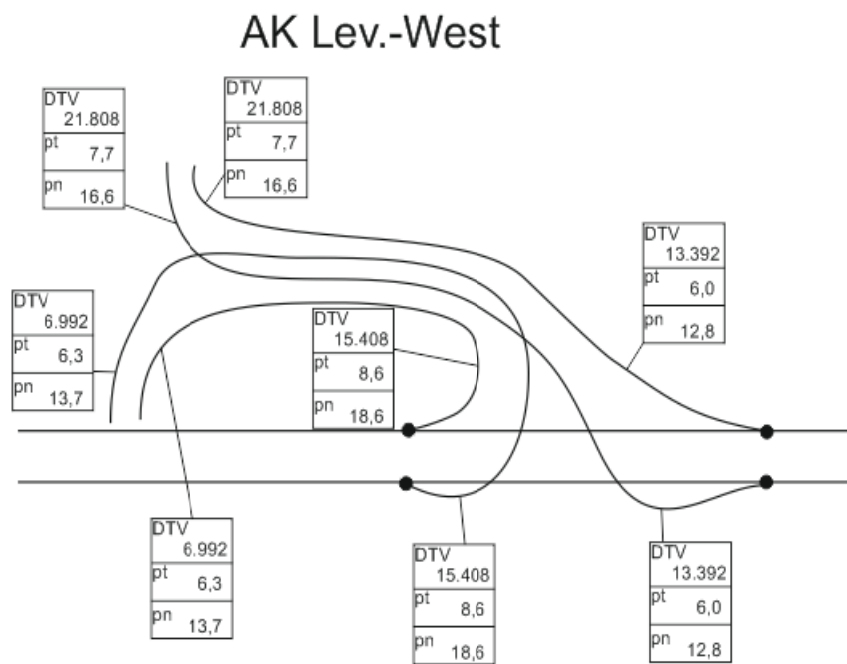 AK Lev.-West
DTV
21.808
pt
7,7
pn
16,6
DTV
21.808
pt
7,7
pn
16,6
DTV
13.392
pt
6,0
pn
12,8
DTV
6.992
pt
6,3
pn
13,7
DTV
15.408
pt
8,6
pn
18,6
DTV
6.992
pt
6,3
pn
13,7
DTV
15.408
pt
8,6
pn
18,6
DTV
13.392
pt
6,0
pn
12,8